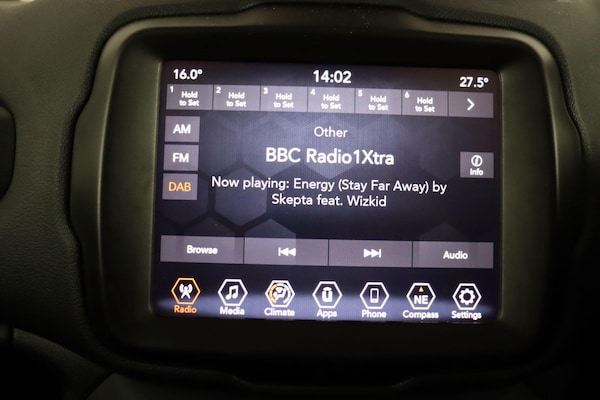 16.0° 14:02 27.5°
1 Hold to Set 2 Hold to Set 3 Hold to Set 4 Hold to Set 5 Hold to Set 6 Hold to Set
AM
Other
FM
BBC Radio1Xtra
Info
DAB
Now playing: Energy (Stay Far Away) by
Skepta feat. Wizkid
Browse Audio
NE
Radio Media Climate Apps Phone Compass Settings